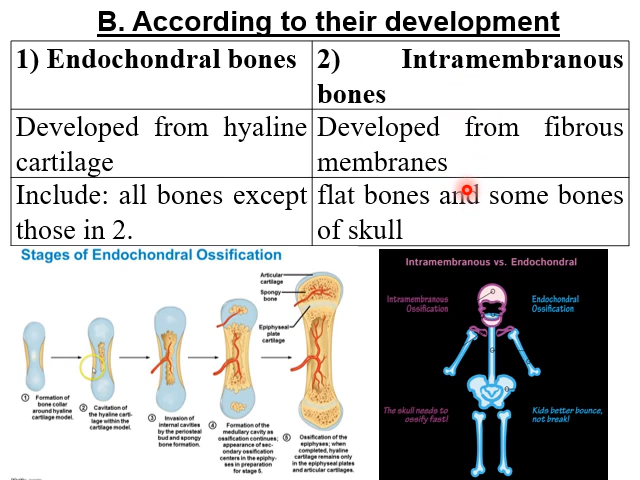 B. According to their development
1) Endochondral bones
2) Intramembranous
bones
Developed from hyaline
cartilage
Developed from fibrous
membranes
Include: all bones except
those in 2.
flat bones and some bones
of skull
Stages of Endochondral Ossification
Articular
cartilage
Spongy
bone
Epiphyseal
plate
cartilage
① Formation of
bone collar
around hyaline
cartilage model.
② Cavitation of
the hyaline carti-
lage within the
cartilage model.
③ Invasion of
internal cavities
by the periosteal
bud and spongy
bone formation.
④ Formation of the
medullary cavity as
ossification continues;
appearance of sec-
ondary ossification
centers in the epiphy-
ses in preparation
for stage 5.
⑤ Ossification of the
epiphyses; when
completed, hyaline
cartilage remains only
in the epiphyseal plates
and articular cartilages.
Intramembranous vs. Endochondral
Intramembranous
Ossification
Endochondral
Ossification
The skull needs to
ossify fast!
Kids better bounce,
not break!